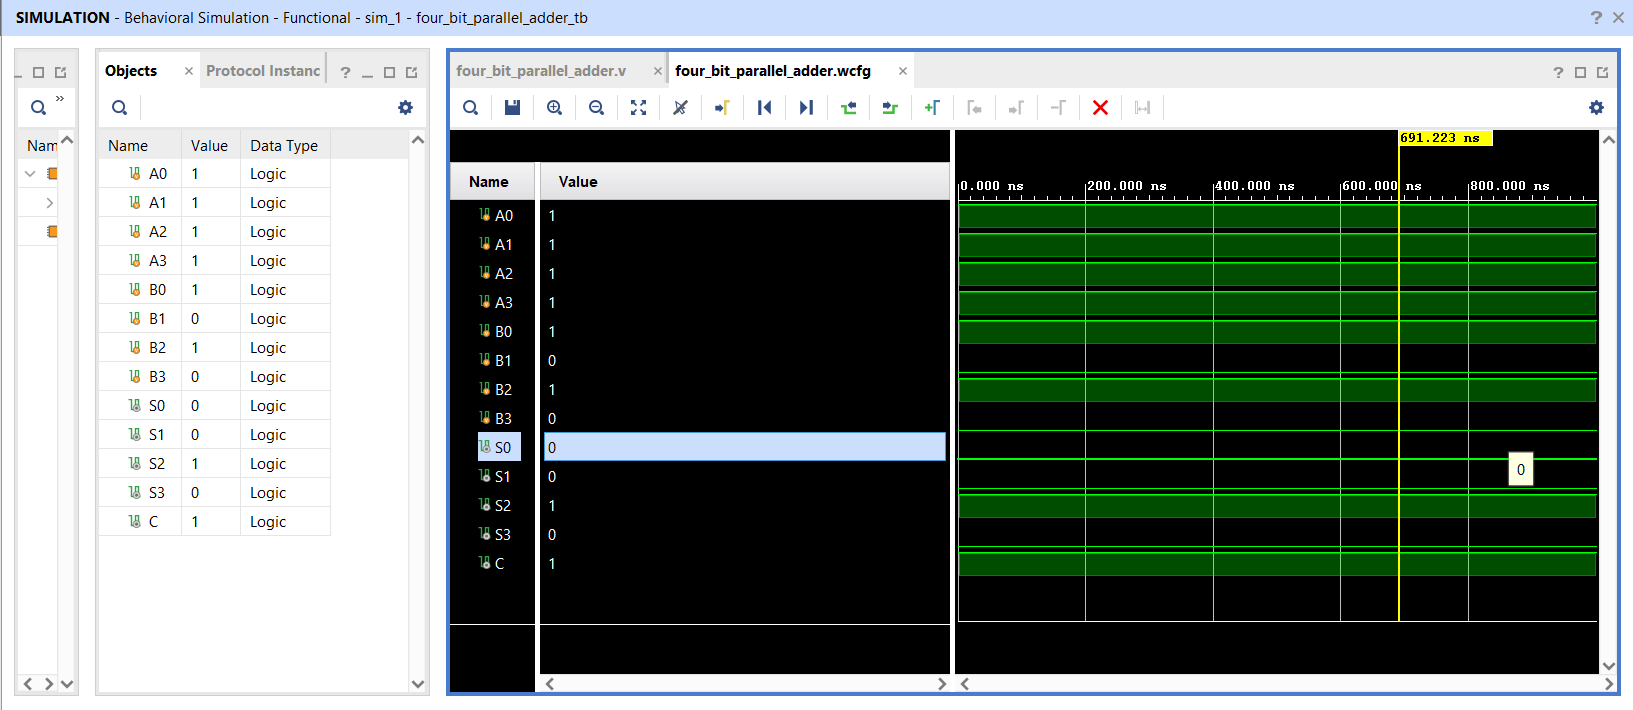 SIMULATION - Behavioral Simulation - Functional - sim_1 - four_bit_parallel_adder_tb
? ×
Nam
Objects × Protocol Instanc ?
Name Value Data Type
A0 1 Logic
A1 1 Logic
A2 1 Logic
A3 1 Logic
B0 1 Logic
B1 0 Logic
B2 1 Logic
B3 0 Logic
S0 0 Logic
S1 0 Logic
S2 1 Logic
S3 0 Logic
C 1 Logic
four_bit_parallel_adder.v × four_bit_parallel_adder.wcfg × ?
691.223 ns
Name Value
0.000 ns 200.000 ns 400.000 ns 600.000 ns 800.000 ns
A0 1
A1 1
A2 1
A3 1
B0 1
B1 0
B2 1
B3 0
S0 0
0
S1 0
S2 1
S3 0
C 1